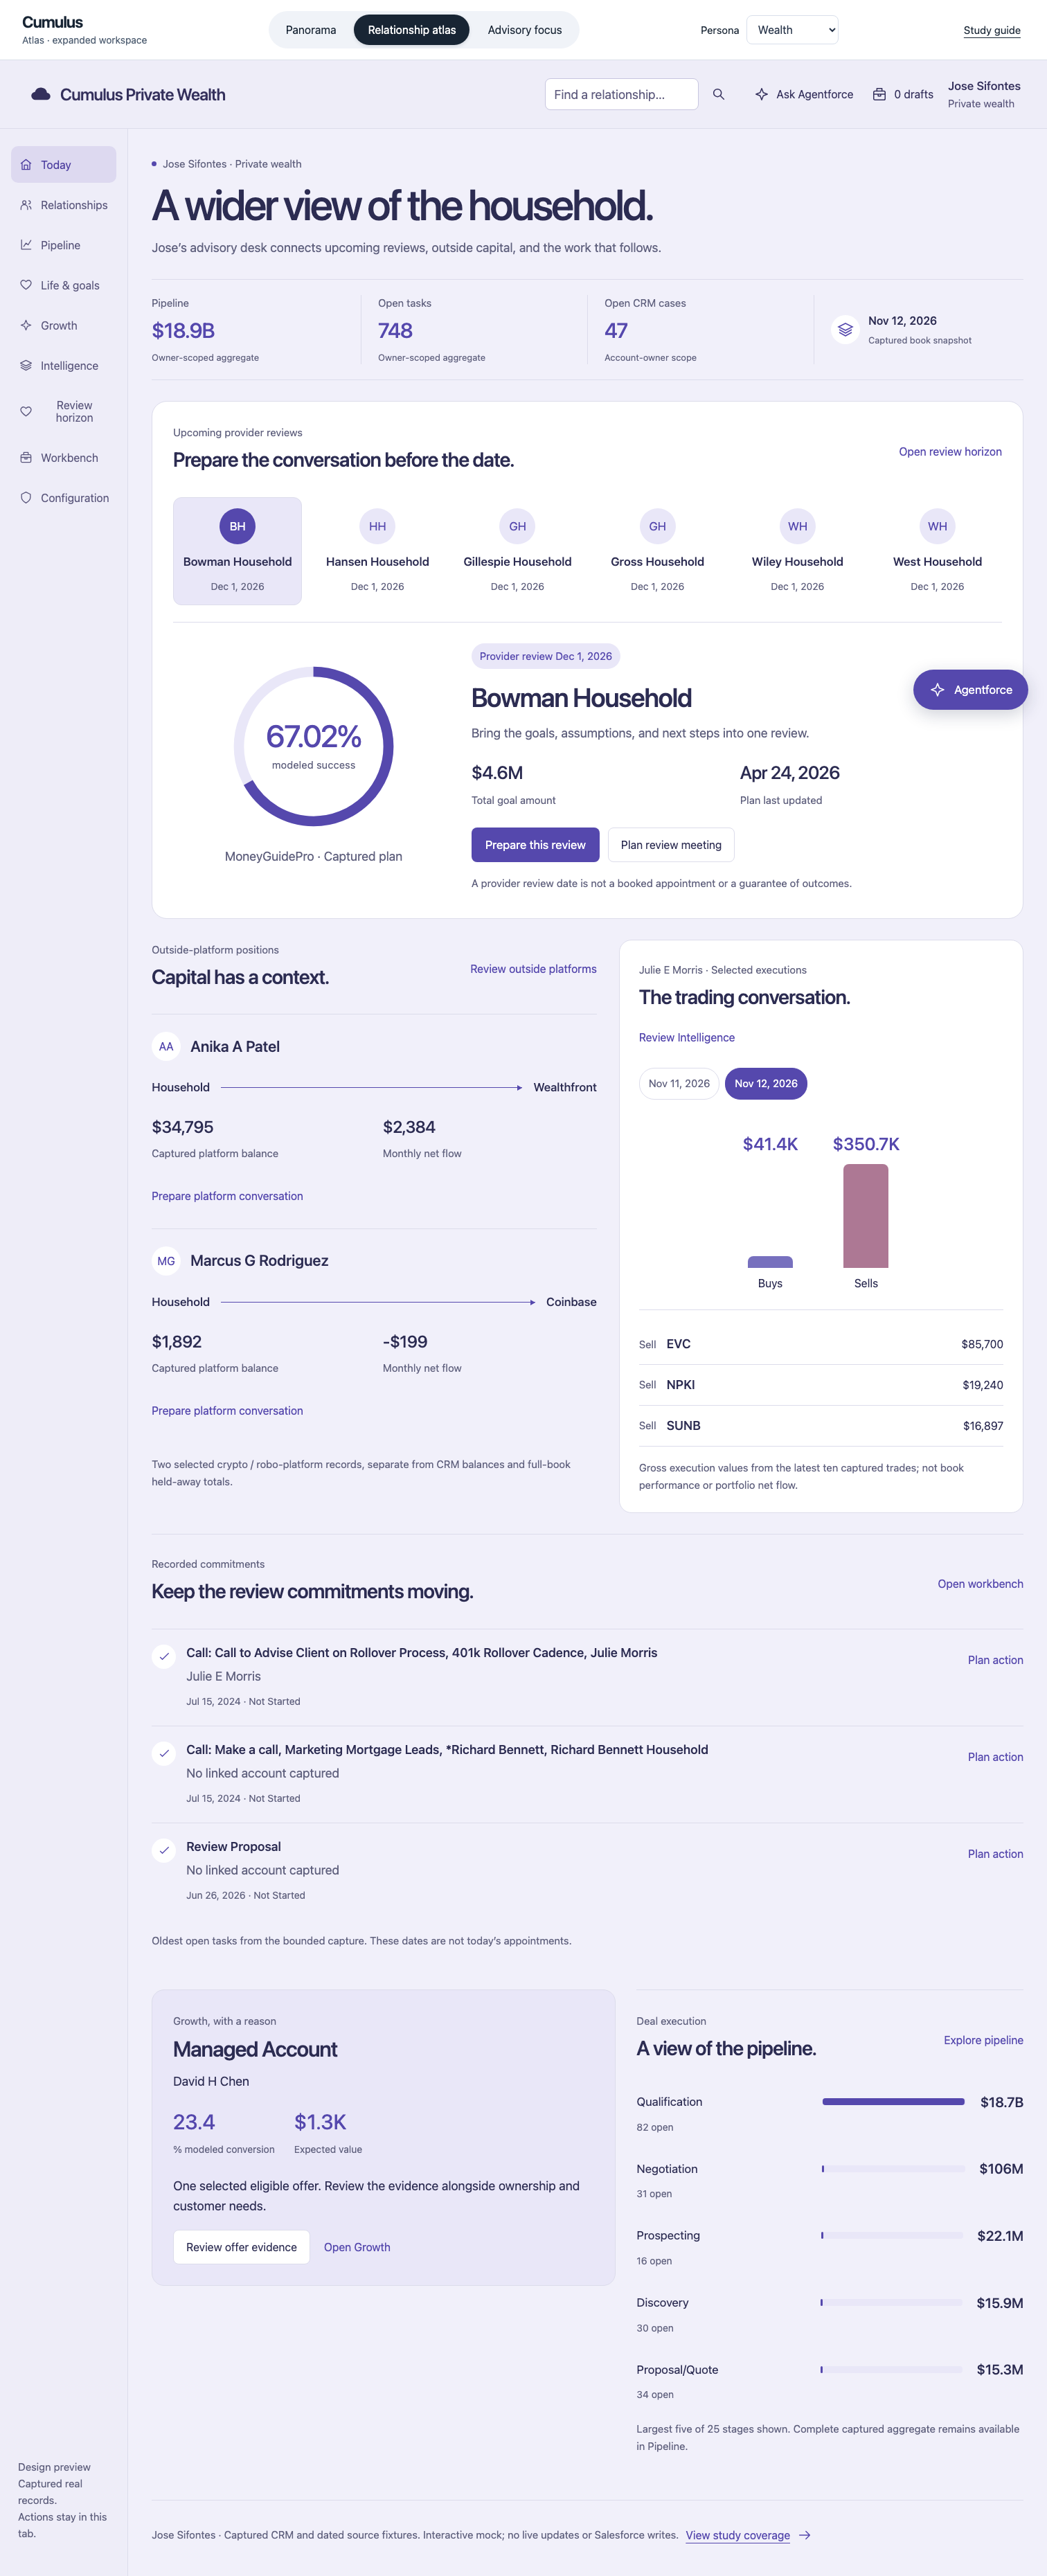 Cumulus
Atlas · expanded workspace
Panorama
Relationship atlas
Advisory focus
Persona
Wealth
Study guide
Cumulus Private Wealth
Find a relationship...
Ask Agentforce
0 drafts
Jose Sifontes
Private wealth
Today
Relationships
Pipeline
Life & goals
Growth
Intelligence
Review
horizon
Workbench
Configuration
Jose Sifontes · Private wealth
A wider view of the household.
Jose's advisory desk connects upcoming reviews, outside capital, and the work that follows.
Pipeline
$18.9B
Owner-scoped aggregate
Open tasks
748
Owner-scoped aggregate
Open CRM cases
47
Account-owner scope
Nov 12, 2026
Captured book snapshot
Upcoming provider reviews
Prepare the conversation before the date.
Open review horizon
BH
Bowman Household
Dec 1, 2026
HH
Hansen Household
Dec 1, 2026
GH
Gillespie Household
Dec 1, 2026
GH
Gross Household
Dec 1, 2026
WH
Wiley Household
Dec 1, 2026
WH
West Household
Dec 1, 2026
67.02%
modeled success
MoneyGuidePro · Captured plan
Provider review Dec 1, 2026
Bowman Household
Bring the goals, assumptions, and next steps into one review.
$4.6M
Total goal amount
Apr 24, 2026
Plan last updated
Prepare this review
Plan review meeting
A provider review date is not a booked appointment or a guarantee of outcomes.
Agentforce
Outside-platform positions
Capital has a context.
Review outside platforms
AA
Anika A Patel
Household
Wealthfront
$34,795
Captured platform balance
$2,384
Monthly net flow
Prepare platform conversation
MG
Marcus G Rodriguez
Household
Coinbase
$1,892
Captured platform balance
-$199
Monthly net flow
Prepare platform conversation
Two selected crypto / robo-platform records, separate from CRM balances and full-book
held-away totals.
Julie E Morris · Selected executions
The trading conversation.
Review Intelligence
Nov 11, 2026
Nov 12, 2026
$41.4K
$350.7K
Buys
Sells
Sell EVC $85,700
Sell NPKI $19,240
Sell SUNB $16,897
Gross execution values from the latest ten captured trades; not book
performance or portfolio net flow.
Recorded commitments
Keep the review commitments moving.
Open workbench
Call: Call to Advise Client on Rollover Process, 401k Rollover Cadence, Julie Morris
Julie E Morris
Jul 15, 2024 · Not Started
Plan action
Call: Make a call, Marketing Mortgage Leads, *Richard Bennett, Richard Bennett Household
No linked account captured
Jul 15, 2024 · Not Started
Plan action
Review Proposal
No linked account captured
Jun 26, 2026 · Not Started
Plan action
Oldest open tasks from the bounded capture. These dates are not today's appointments.
Growth, with a reason
Managed Account
David H Chen
23.4
% modeled conversion
$1.3K
Expected value
One selected eligible offer. Review the evidence alongside ownership and
customer needs.
Review offer evidence
Open Growth
Deal execution
A view of the pipeline.
Explore pipeline
Qualification
$18.7B
82 open
Negotiation
$106M
31 open
Prospecting
$22.1M
16 open
Discovery
$15.9M
30 open
Proposal/Quote
$15.3M
34 open
Largest five of 25 stages shown. Complete captured aggregate remains available
in Pipeline.
Design preview
Captured real
records.
Actions stay in this
tab.
Jose Sifontes · Captured CRM and dated source fixtures. Interactive mock; no live updates or Salesforce writes.
View study coverage